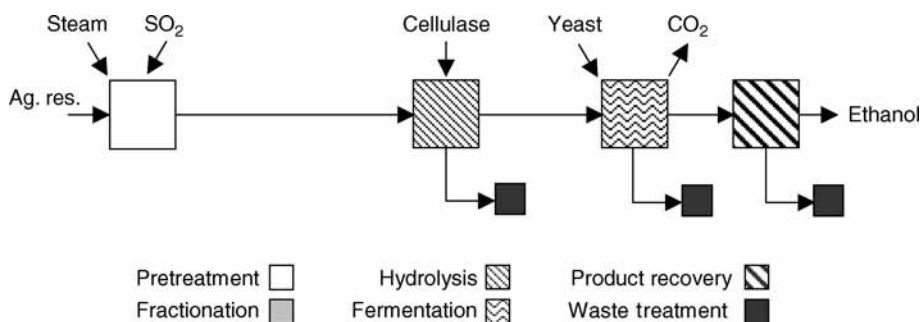 Steam SO2 Cellulase Yeast CO2
Ag. res. Ethanol
Pretreatment Hydrolysis Product recovery
Fractionation Fermentation Waste treatment